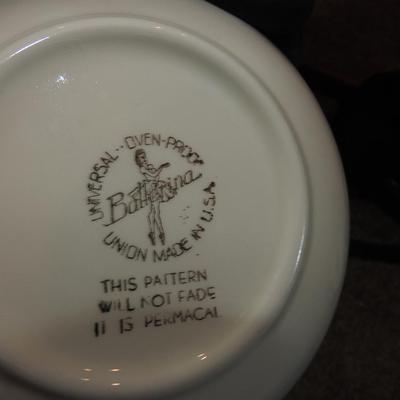 UNIVERSAL - OVEN-PROOF
Ballerina
UNION MADE IN U.S.A.
THIS PATTERN
WILL NOT FADE
IT IS PERMACAL